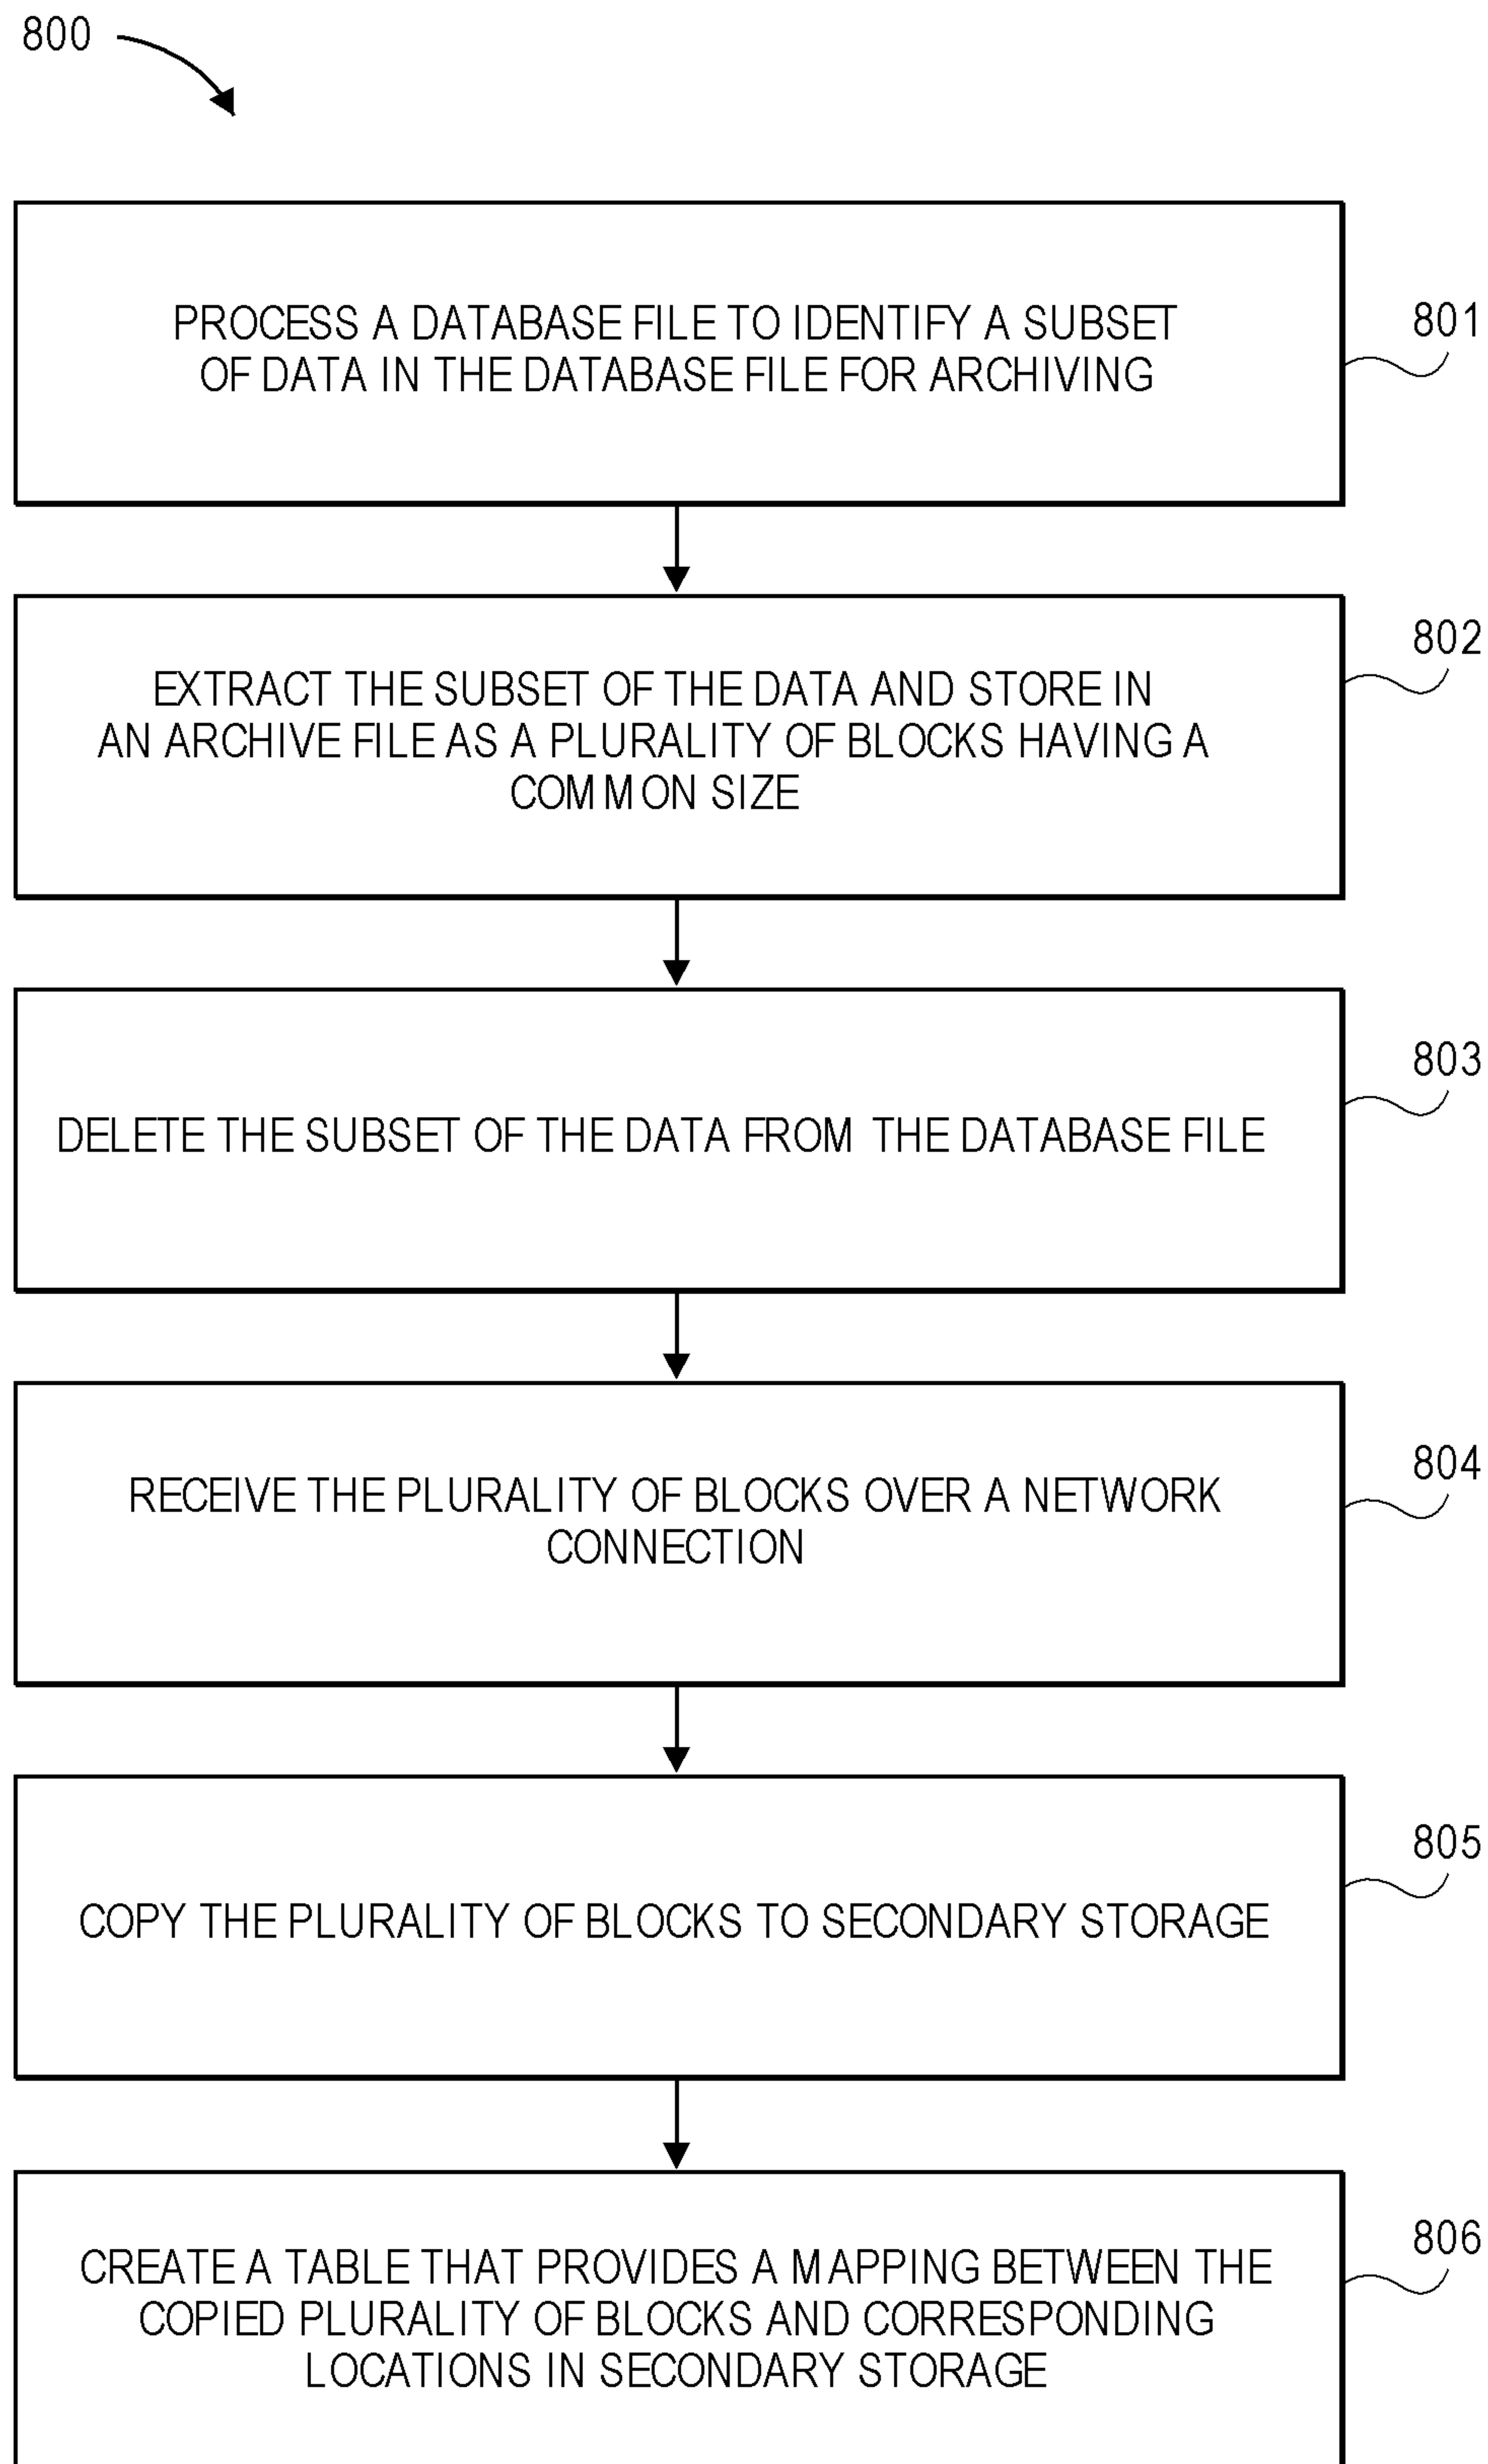 800
PROCESS A DATABASE FILE TO IDENTIFY A SUBSET
OF DATA IN THE DATABASE FILE FOR ARCHIVING
801
EXTRACT THE SUBSET OF THE DATA AND STORE IN
AN ARCHIVE FILE AS A PLURALITY OF BLOCKS HAVING A
COMMON SIZE
802
DELETE THE SUBSET OF THE DATA FROM THE DATABASE FILE
803
RECEIVE THE PLURALITY OF BLOCKS OVER A NETWORK
CONNECTION
804
COPY THE PLURALITY OF BLOCKS TO SECONDARY STORAGE
805
CREATE A TABLE THAT PROVIDES A MAPPING BETWEEN THE
COPIED PLURALITY OF BLOCKS AND CORRESPONDING
LOCATIONS IN SECONDARY STORAGE
806